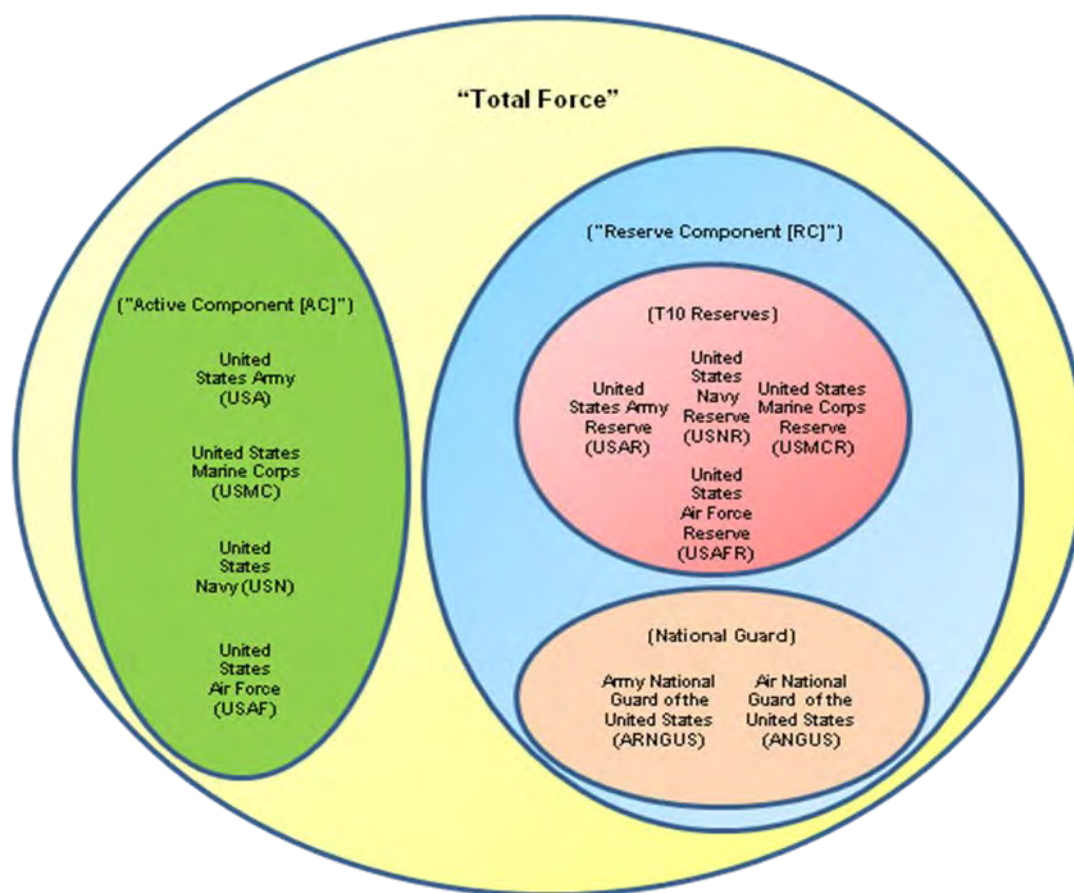 “Total Force”
("Active Component [AC]")
United
States Army
(USA)
United States
Marine Corps
(USMC)
United
States
Navy (USN)
United
States
Air Force
(USAF)
("Reserve Component [RC]")
(T10 Reserves)
United
States Army
Reserve
(USAR)
United
States
Navy
Reserve
(USNR)
United States
Marine Corps
Reserve
(USMCR)
United
States
Air Force
Reserve
(USAFR)
(National Guard)
Army National
Guard of the
United States
(ARNGUS)
Air National
Guard of the
United States
(ANGUS)